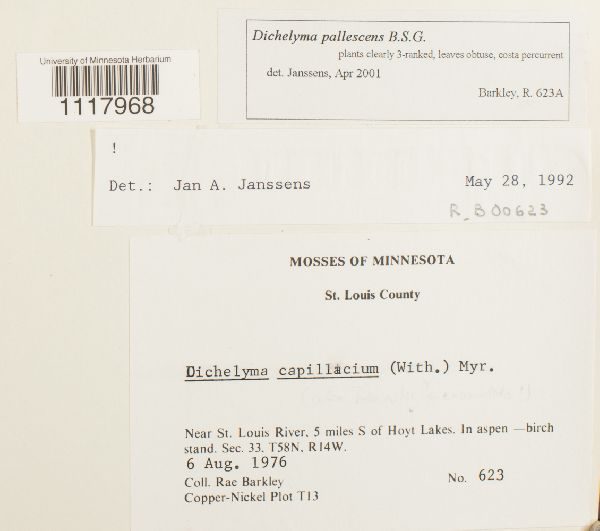 Dichelyma pallescens B.S.G.
plants clearly 3-ranked, leaves obtuse, costa percurrent
det. Janssens, Apr 2001
Barkley, R. 623A
University of Minnesota Herbarium
1117968
!
Det.: Jan A. Janssens May 28, 1992
R_B00623
MOSSES OF MINNESOTA
St. Louis County
Dichelyma capillacium (With.) Myr.
Near St. Louis River, 5 miles S of Hoyt Lakes. In aspen —birch
stand. Sec. 33. T58N, R14W.
6 Aug. 1976
Coll. Rae Barkley No. 623
Copper-Nickel Plot T13